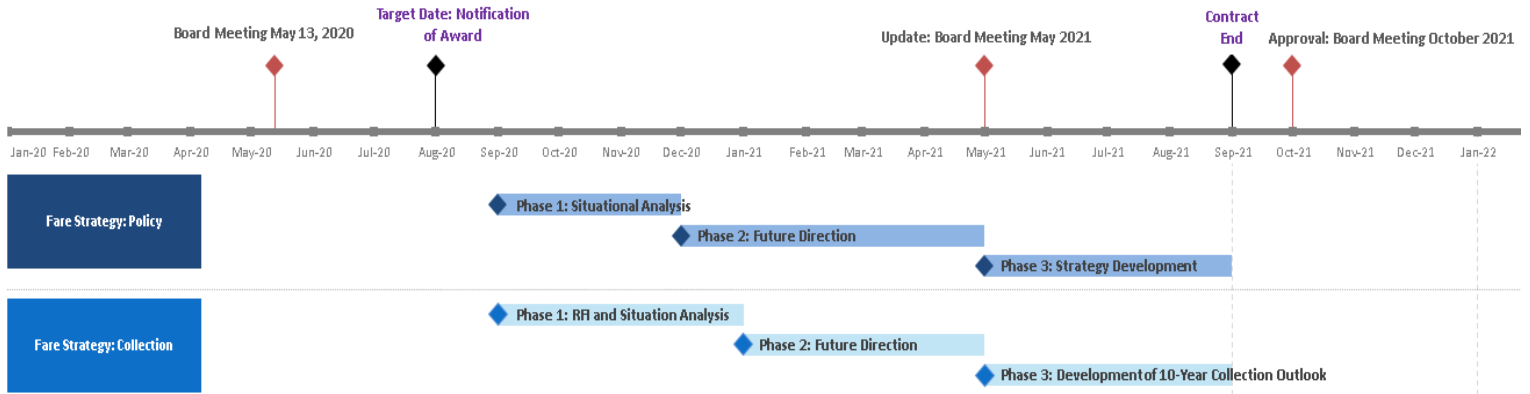 Target Date: Notification
of Award
Contract
End
Board Meeting May 13, 2020
Update: Board Meeting May 2021
Approval: Board Meeting October 2021
Jan-20 Feb-20 Mar-20 Apr-20 May-20 Jun-20 Jul-20 Aug-20 Sep-20 Oct-20 Nov-20 Dec-20 Jan-21 Feb-21 Mar-21 Apr-21 May-21 Jun-21 Jul-21 Aug-21 Sep-21 Oct-21 Nov-21 Dec-21 Jan-22
Fare Strategy: Policy
Phase 1: Situational Analysis
Phase 2: Future Direction
Phase 3: Strategy Development
Fare Strategy: Collection
Phase 1: RFI and Situation Analysis
Phase 2: Future Direction
Phase 3: Development of 10-Year Collection Outlook